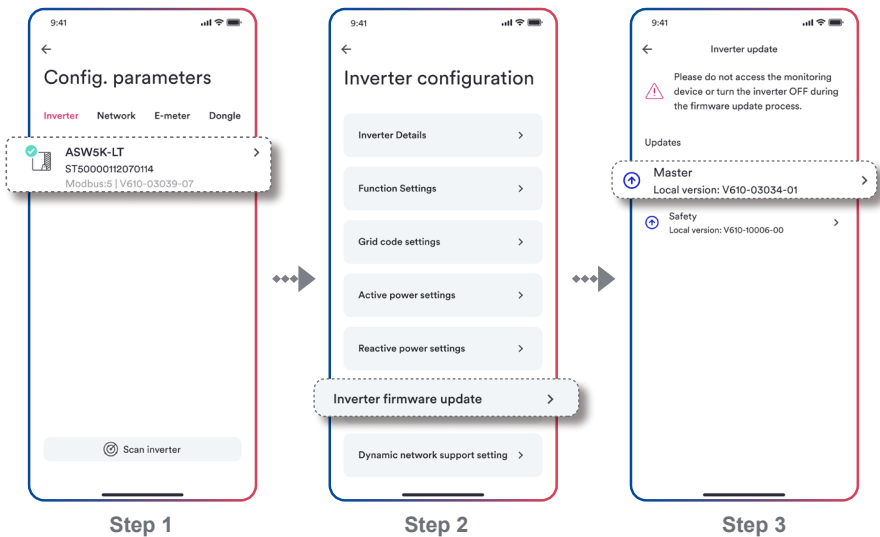 9:41
Config. parameters
Inverter Network E-meter Dongle
ASW5K-LT
ST50000112070114
Modbus:5 | V610-03039-07
Scan inverter
Step 1
9:41
Inverter configuration
Inverter Details
Function Settings
Grid code settings
Active power settings
Reactive power settings
Inverter firmware update
Dynamic network support setting
Step 2
9:41
Inverter update
Please do not access the monitoring
device or turn the inverter OFF during
the firmware update process.
Updates
Master
Local version: V610-03034-01
Safety
Local version: V610-10006-00
Step 3